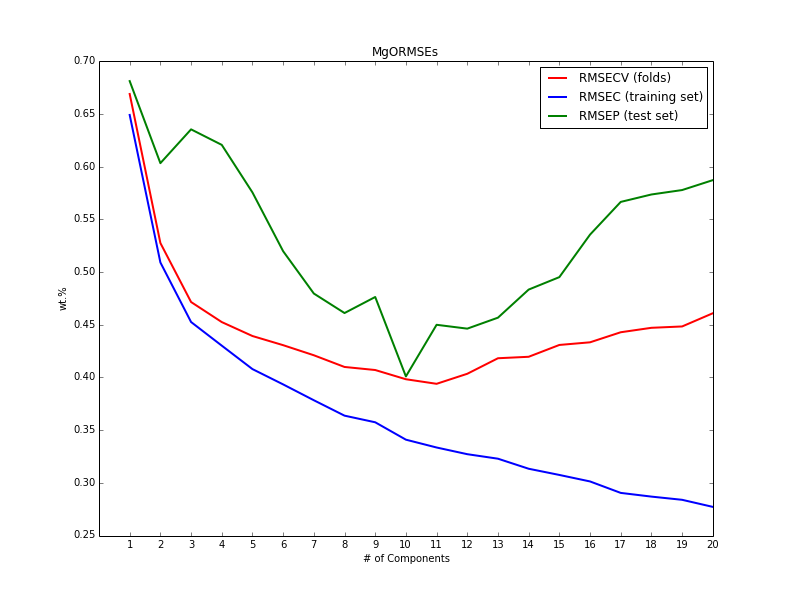 MgORMSEs
RMSECV (folds)
RMSEC (training set)
RMSEP (test set)
0.70
0.65
0.60
0.55
0.50
0.45
0.40
0.35
0.30
0.25
wt.%
1 2 3 4 5 6 7 8 9 10 11 12 13 14 15 16 17 18 19 20
# of Components